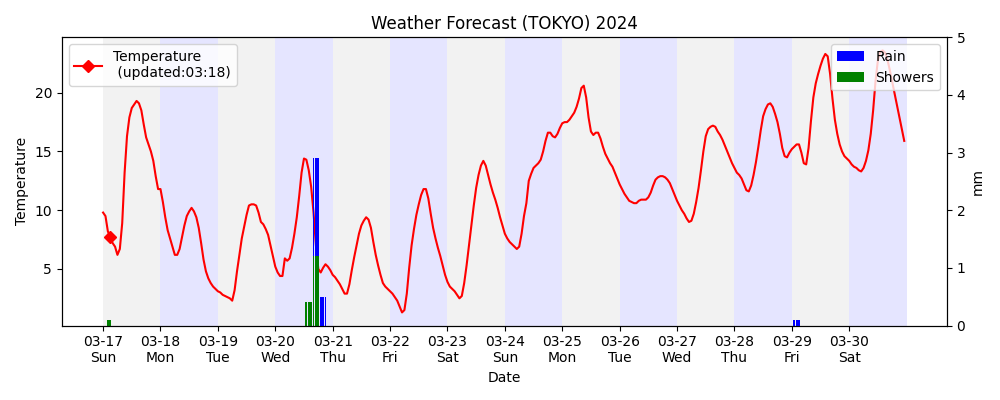 Weather Forecast (TOKYO) 2024
Temperature
(updated:03:18)
Rain
Showers
Temperature
20
15
10
5
5
4
3
2
1
0
mm
03-17 03-18 03-19 03-20 03-21 03-22 03-23 03-24 03-25 03-26 03-27 03-28 03-29 03-30
Sun Mon Tue Wed Thu Fri Sat Sun Mon Tue Wed Thu Fri Sat
Date